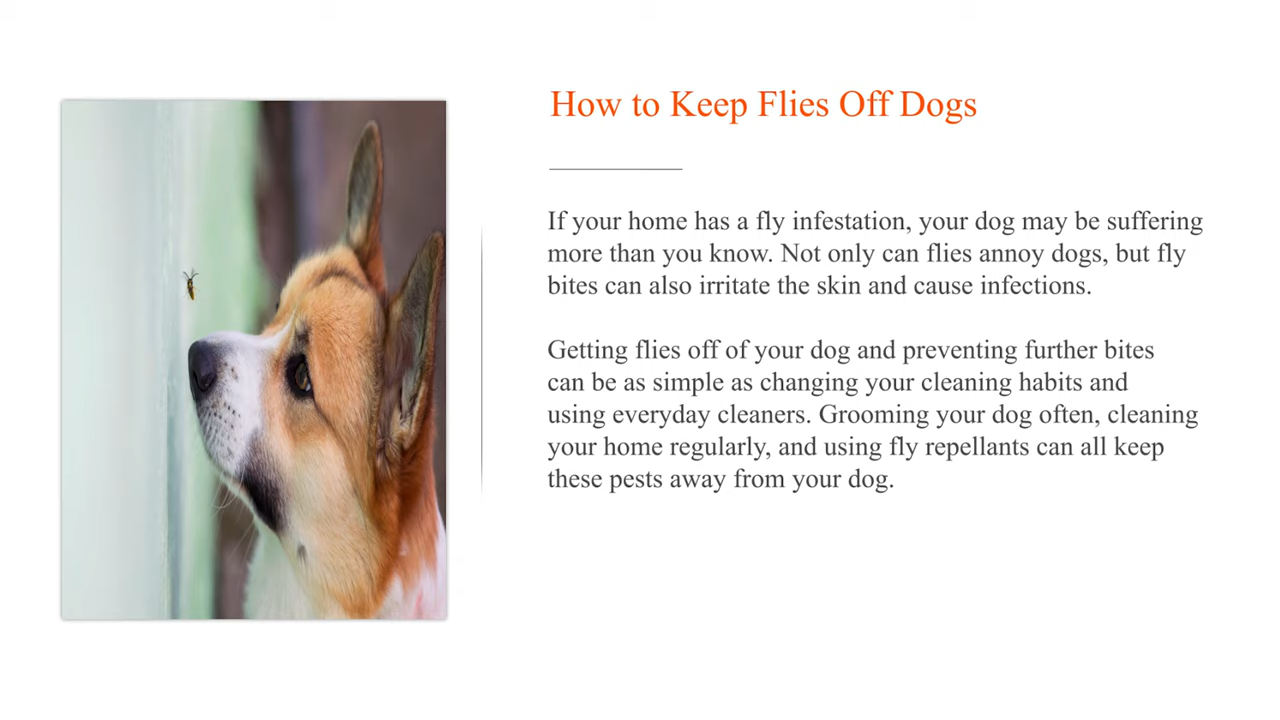 How to Keep Flies Off Dogs
If your home has a fly infestation, your dog may be suffering
more than you know. Not only can flies annoy dogs, but fly
bites can also irritate the skin and cause infections.
Getting flies off of your dog and preventing further bites
can be as simple as changing your cleaning habits and
using everyday cleaners. Grooming your dog often, cleaning
your home regularly, and using fly repellants can all keep
these pests away from your dog.